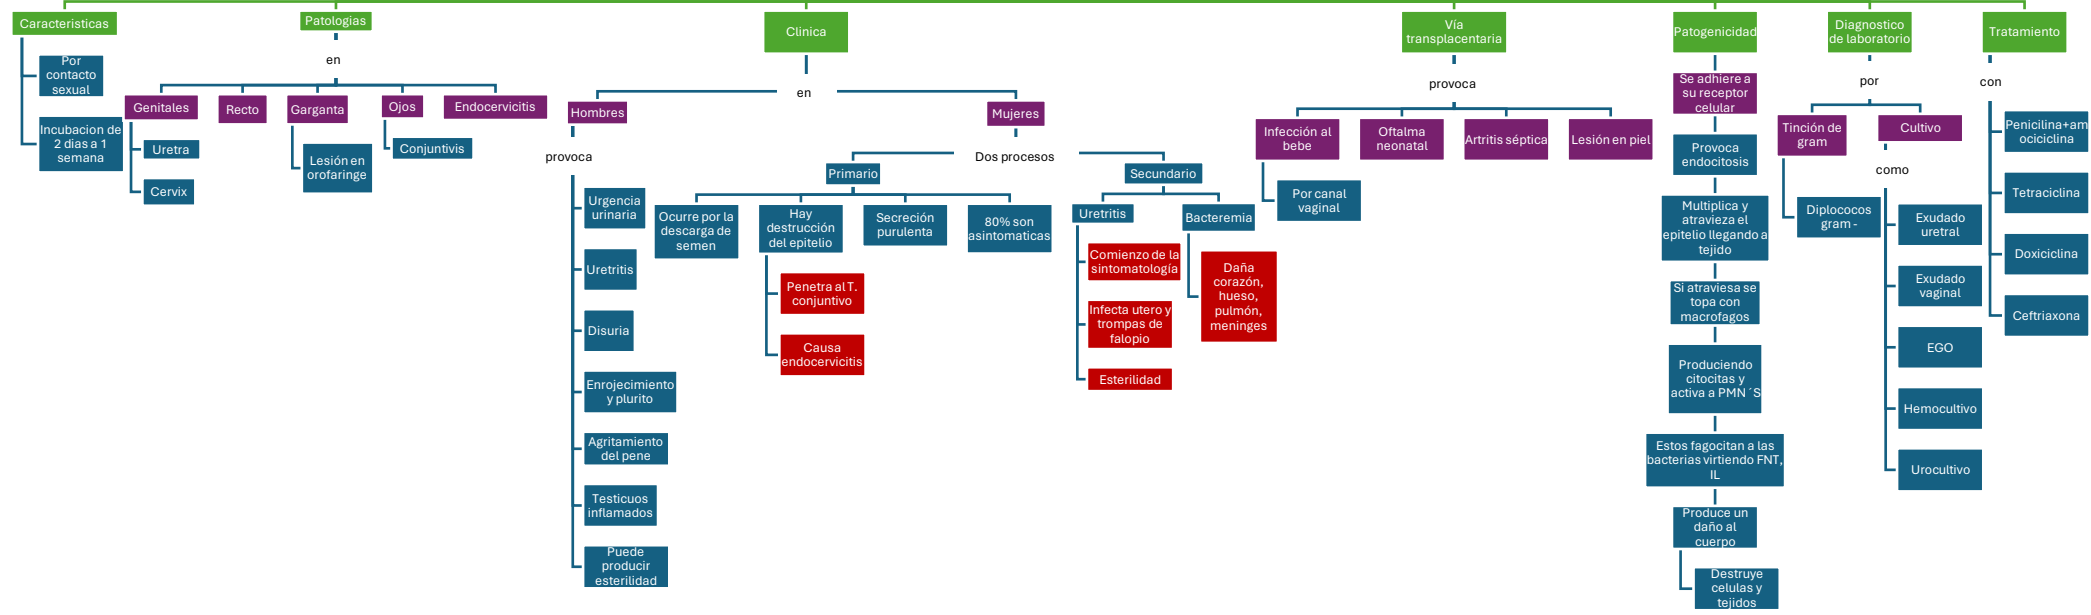 Caracteristicas
Por
contacto
sexual
Incubacion de
2 dias a 1
semana
Patologias
en
Genitales
Uretra
Cervix
Recto
Garganta
Lesión en
orofaringe
Ojos
Conjuntivis
Endocervicitis
Clinica
en
Hombres
provoca
Urgencia
urinaria
Uretritis
Disuria
Enrojecimiento
y plurito
Agritamiento
del pene
Testicuos
inflamados
Puede
producir
esterilidad
Mujeres
Dos procesos
Primario
Ocurre por la
descarga de
semen
Hay
destrucción
del epitelio
Penetra al T.
conjuntivo
Causa
endocervicitis
Secreción
purulenta
80% son
asintomaticas
Secundario
Uretritis
Comienzo de la
sintomatología
Infecta utero y
trompas de
falopio
Esterilidad
Bacteremia
Daña
corazón,
hueso,
pulmón,
meninges
Vía
transplacentaria
provoca
Infección al
bebe
Por canal
vaginal
Oftalma
neonatal
Artritis séptica
Lesión en piel
Patogenicidad
Se adhiere a
su receptor
celular
Provoca
endocitosis
Multiplica y
atravieza el
epitelio llegando a
tejido
Si atraviesa se
topa con
macrofagos
Produciendo
citocitas y
activa a PMN´S
Estos fagocitan a las
bacterias virtiendo FNT,
IL
Produce un
daño al
cuerpo
Destruye
celulas y
tejidos
Diagnostico
de laboratorio
por
Tinción de
gram
Diplococos
gram -
Cultivo
como
Exudado
uretral
Exudado
vaginal
EGO
Hemocultivo
Urocultivo
Tratamiento
con
Penicilina+am
ociciclina
Tetraciclina
Doxiciclina
Ceftriaxona